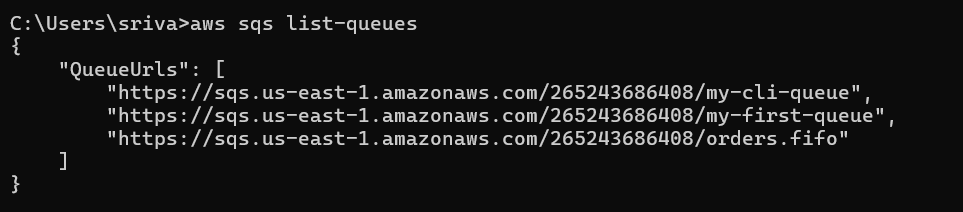 C:\Users\sriva>aws sqs list-queues
{
    "QueueUrls": [
        "https://sqs.us-east-1.amazonaws.com/265243686408/my-cli-queue",
        "https://sqs.us-east-1.amazonaws.com/265243686408/my-first-queue",
        "https://sqs.us-east-1.amazonaws.com/265243686408/orders.fifo"
    ]
}